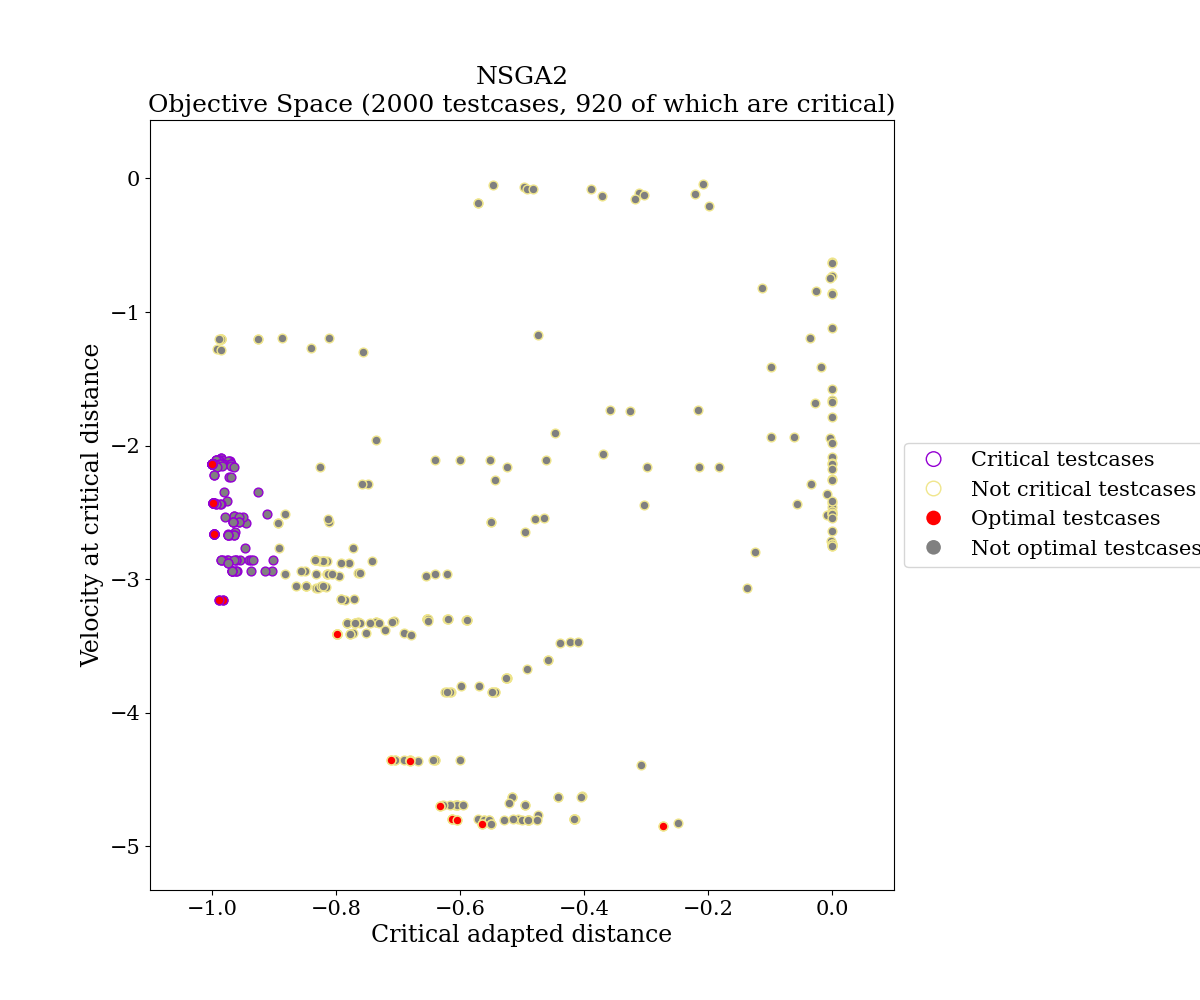 NSGA2
Objective Space (2000 testcases, 920 of which are critical)
0
−1
−2
−3
−4
−5
Velocity at critical distance
−1.0 −0.8 −0.6 −0.4 −0.2 0.0
Critical adapted distance
Critical testcases
Not critical testcases
Optimal testcases
Not optimal testcases